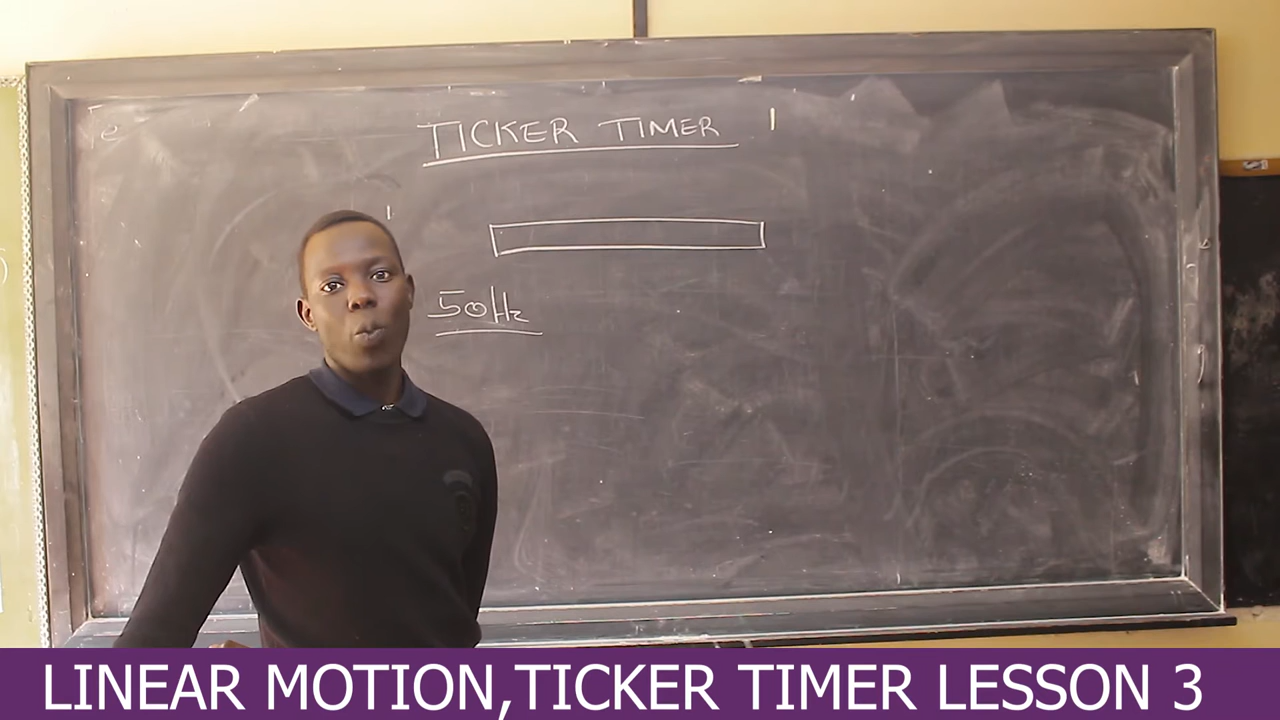 TICKER TIMER
50Hz
LINEAR MOTION,TICKER TIMER LESSON 3